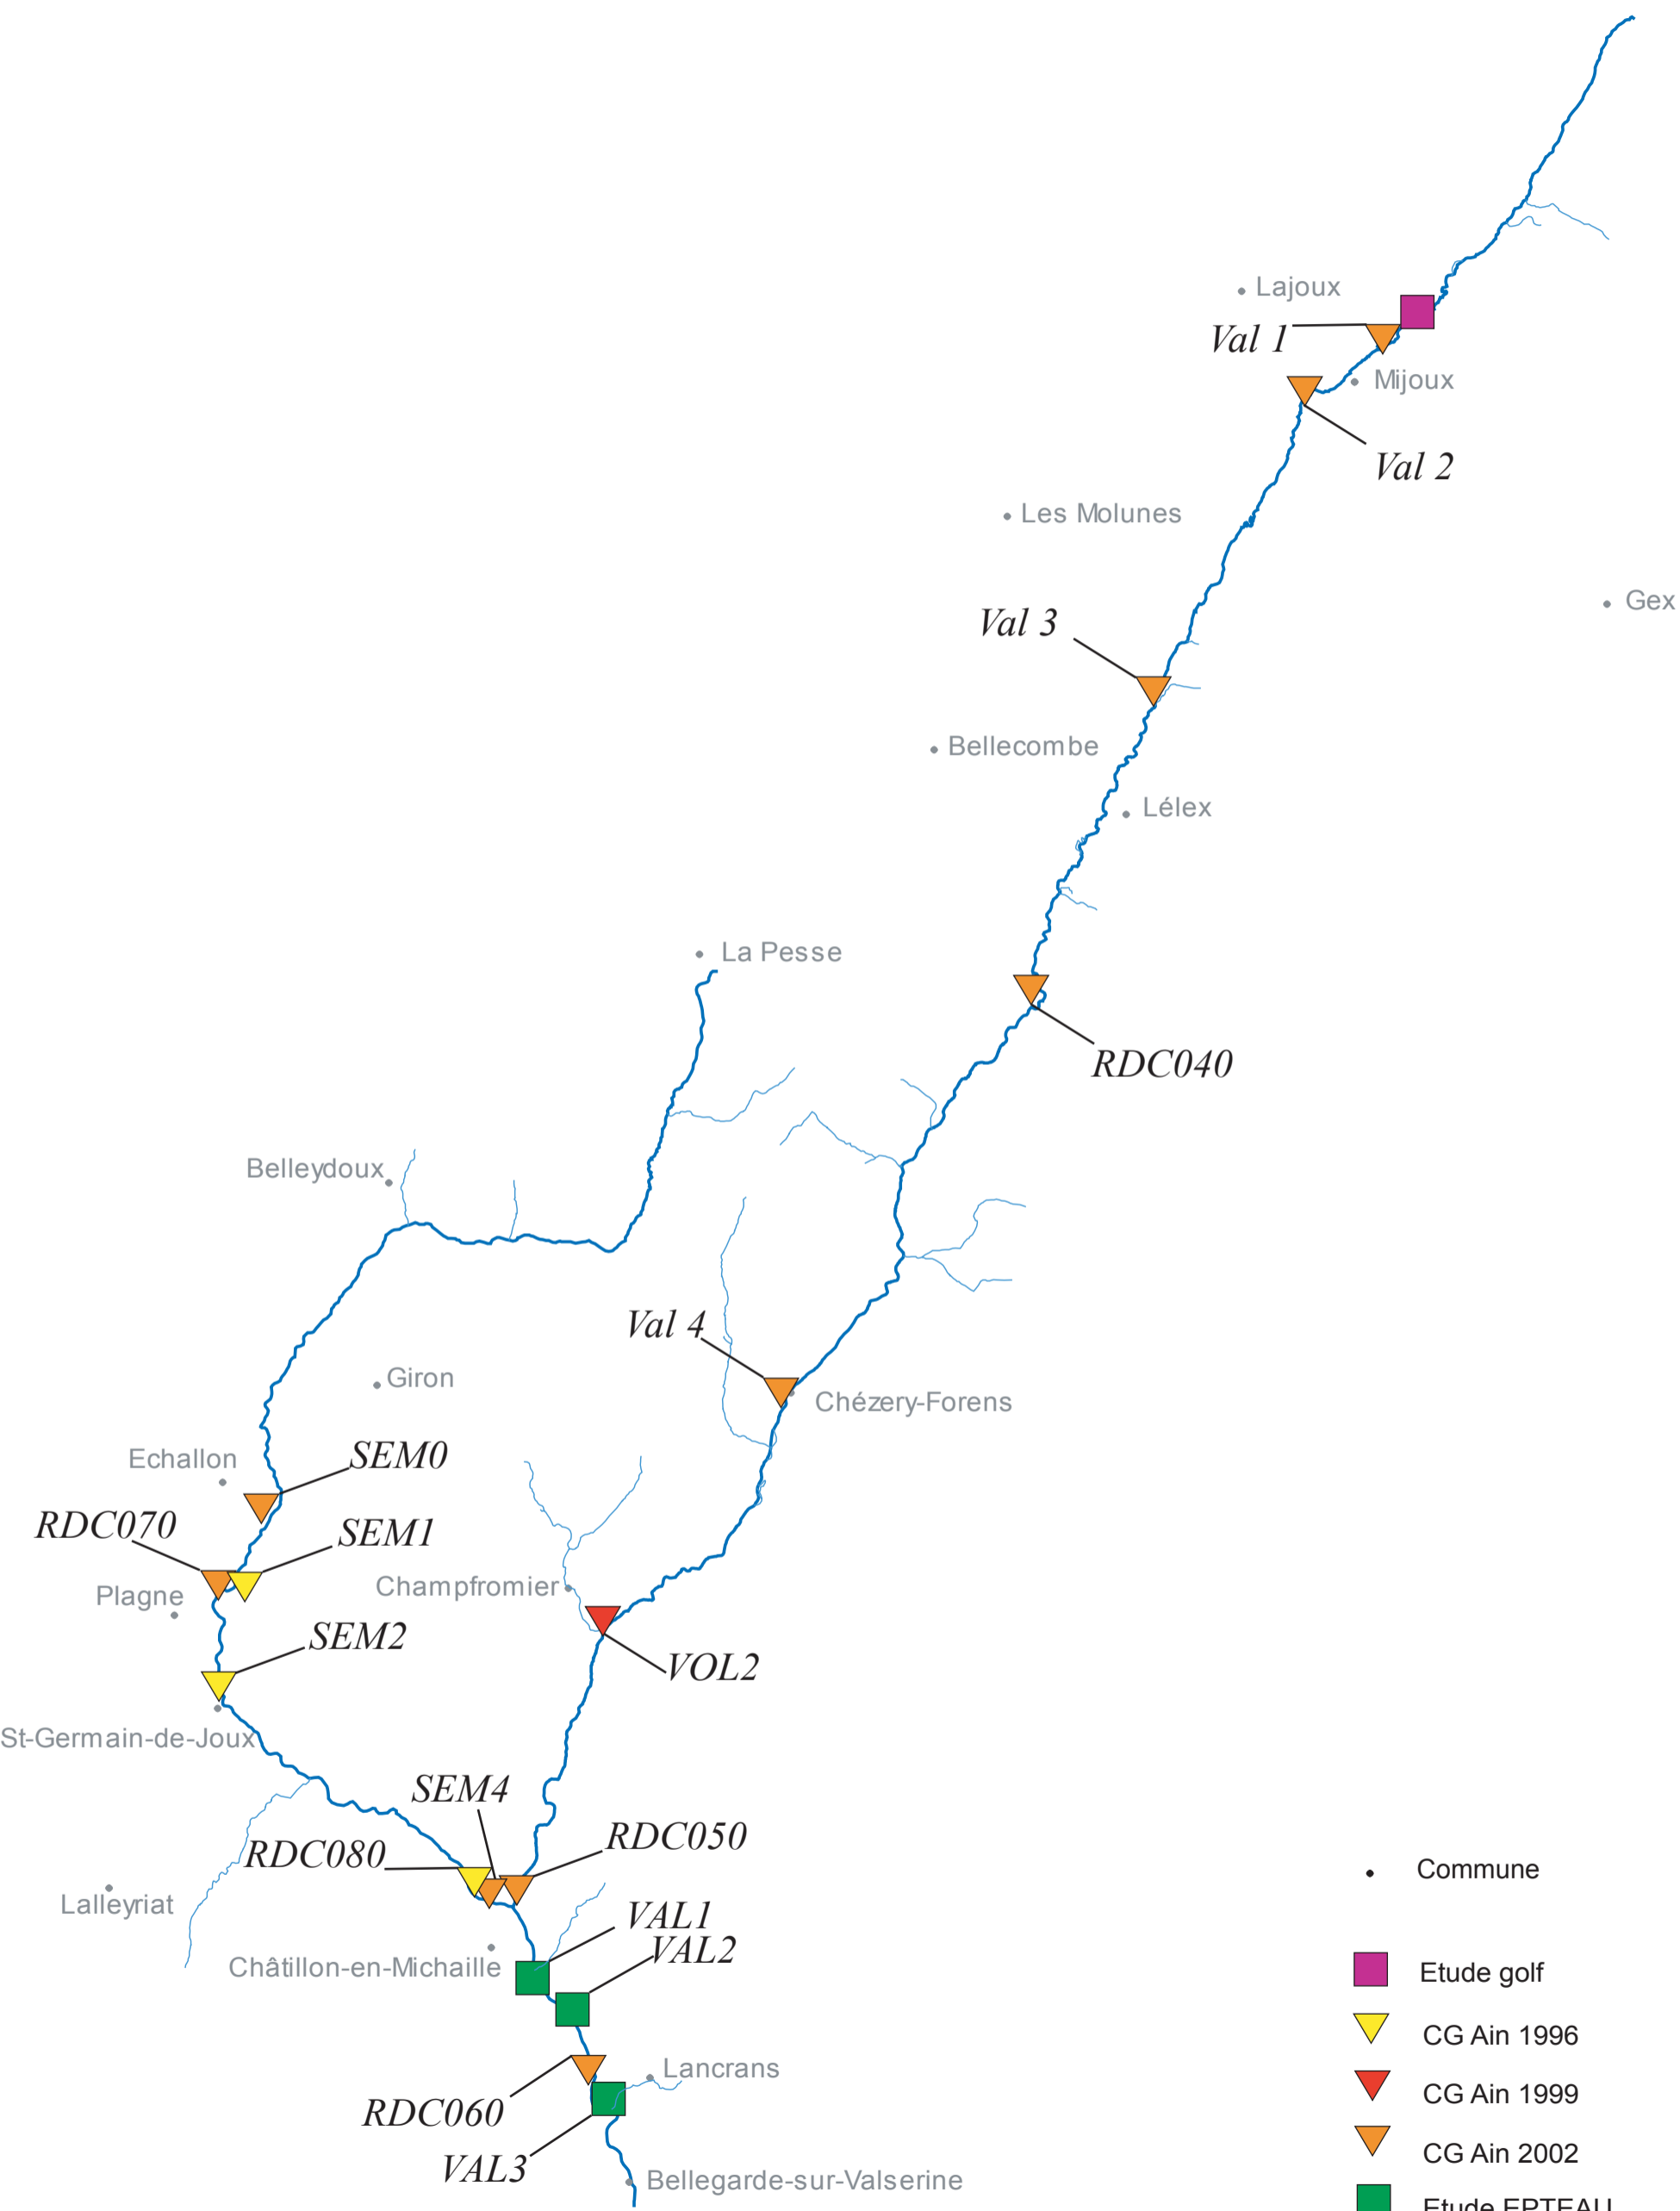 Lajoux
Val 1
Mijoux
Val 2
Les Molunes
Gex
Val 3
Bellecombe
Lélex
La Pesse
RDC040
Belleydoux
Val 4
Giron
Chézery-Forens
Echallon
SEM0
RDC070
SEM1
Champfromier
Plagne
SEM2
VOL2
St-Germain-de-Joux
SEM4
RDC050
RDC080
Lalleyriat
VAL1
VAL2
Châtillon-en-Michaille
Lancrans
RDC060
VAL3
Bellegarde-sur-Valserine
Commune
Etude golf
CG Ain 1996
CG Ain 1999
CG Ain 2002
Etude EPTEAU